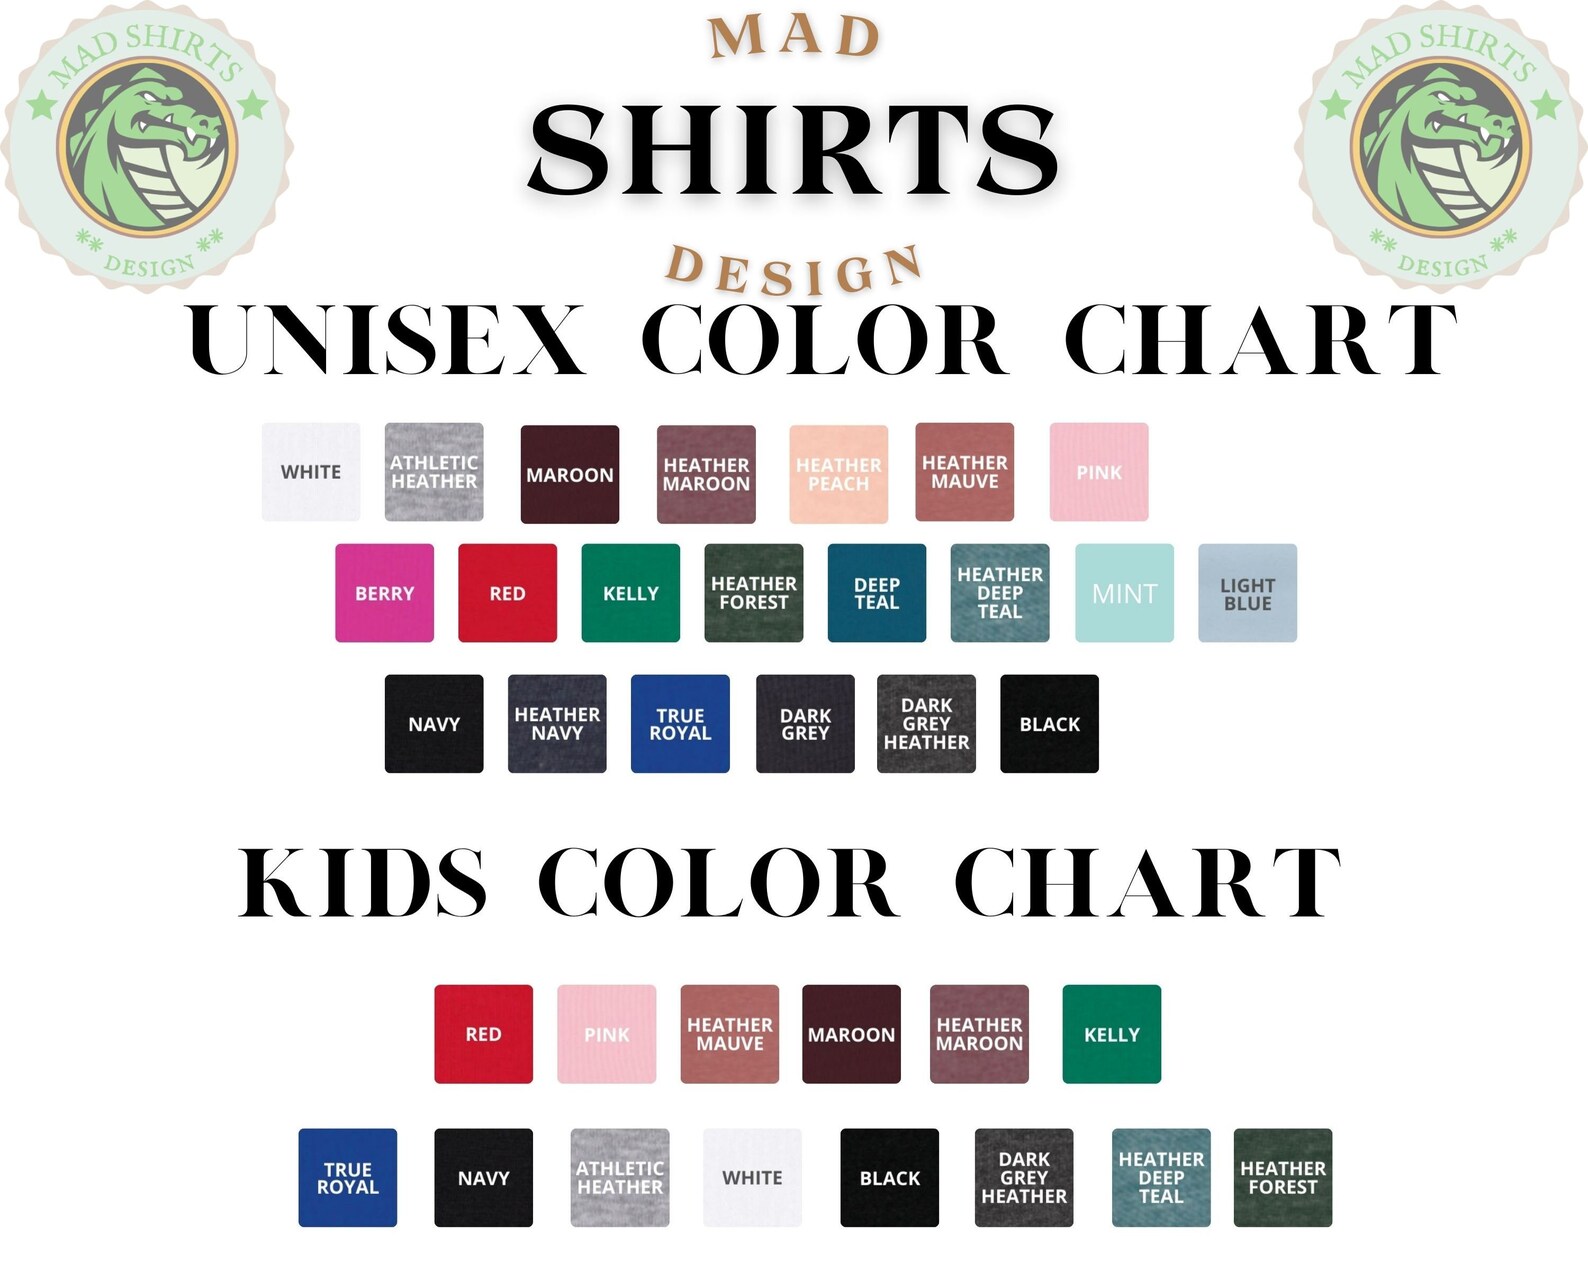 MAD SHIRTS
DESIGN
MAD
SHIRTS
DESIGN
MAD SHIRTS
DESIGN
UNISEX COLOR CHART
WHITE
ATHLETIC
HEATHER
MAROON
HEATHER
MAROON
HEATHER
PEACH
HEATHER
MAUVE
PINK
BERRY
RED
KELLY
HEATHER
FOREST
DEEP
TEAL
HEATHER
DEEP
TEAL
MINT
LIGHT
BLUE
NAVY
HEATHER
NAVY
TRUE
ROYAL
DARK
GREY
DARK
GREY
HEATHER
BLACK
KIDS COLOR CHART
RED
PINK
HEATHER
MAUVE
MAROON
HEATHER
MAROON
KELLY
TRUE
ROYAL
NAVY
ATHLETIC
HEATHER
WHITE
BLACK
DARK
GREY
HEATHER
HEATHER
DEEP
TEAL
HEATHER
FOREST